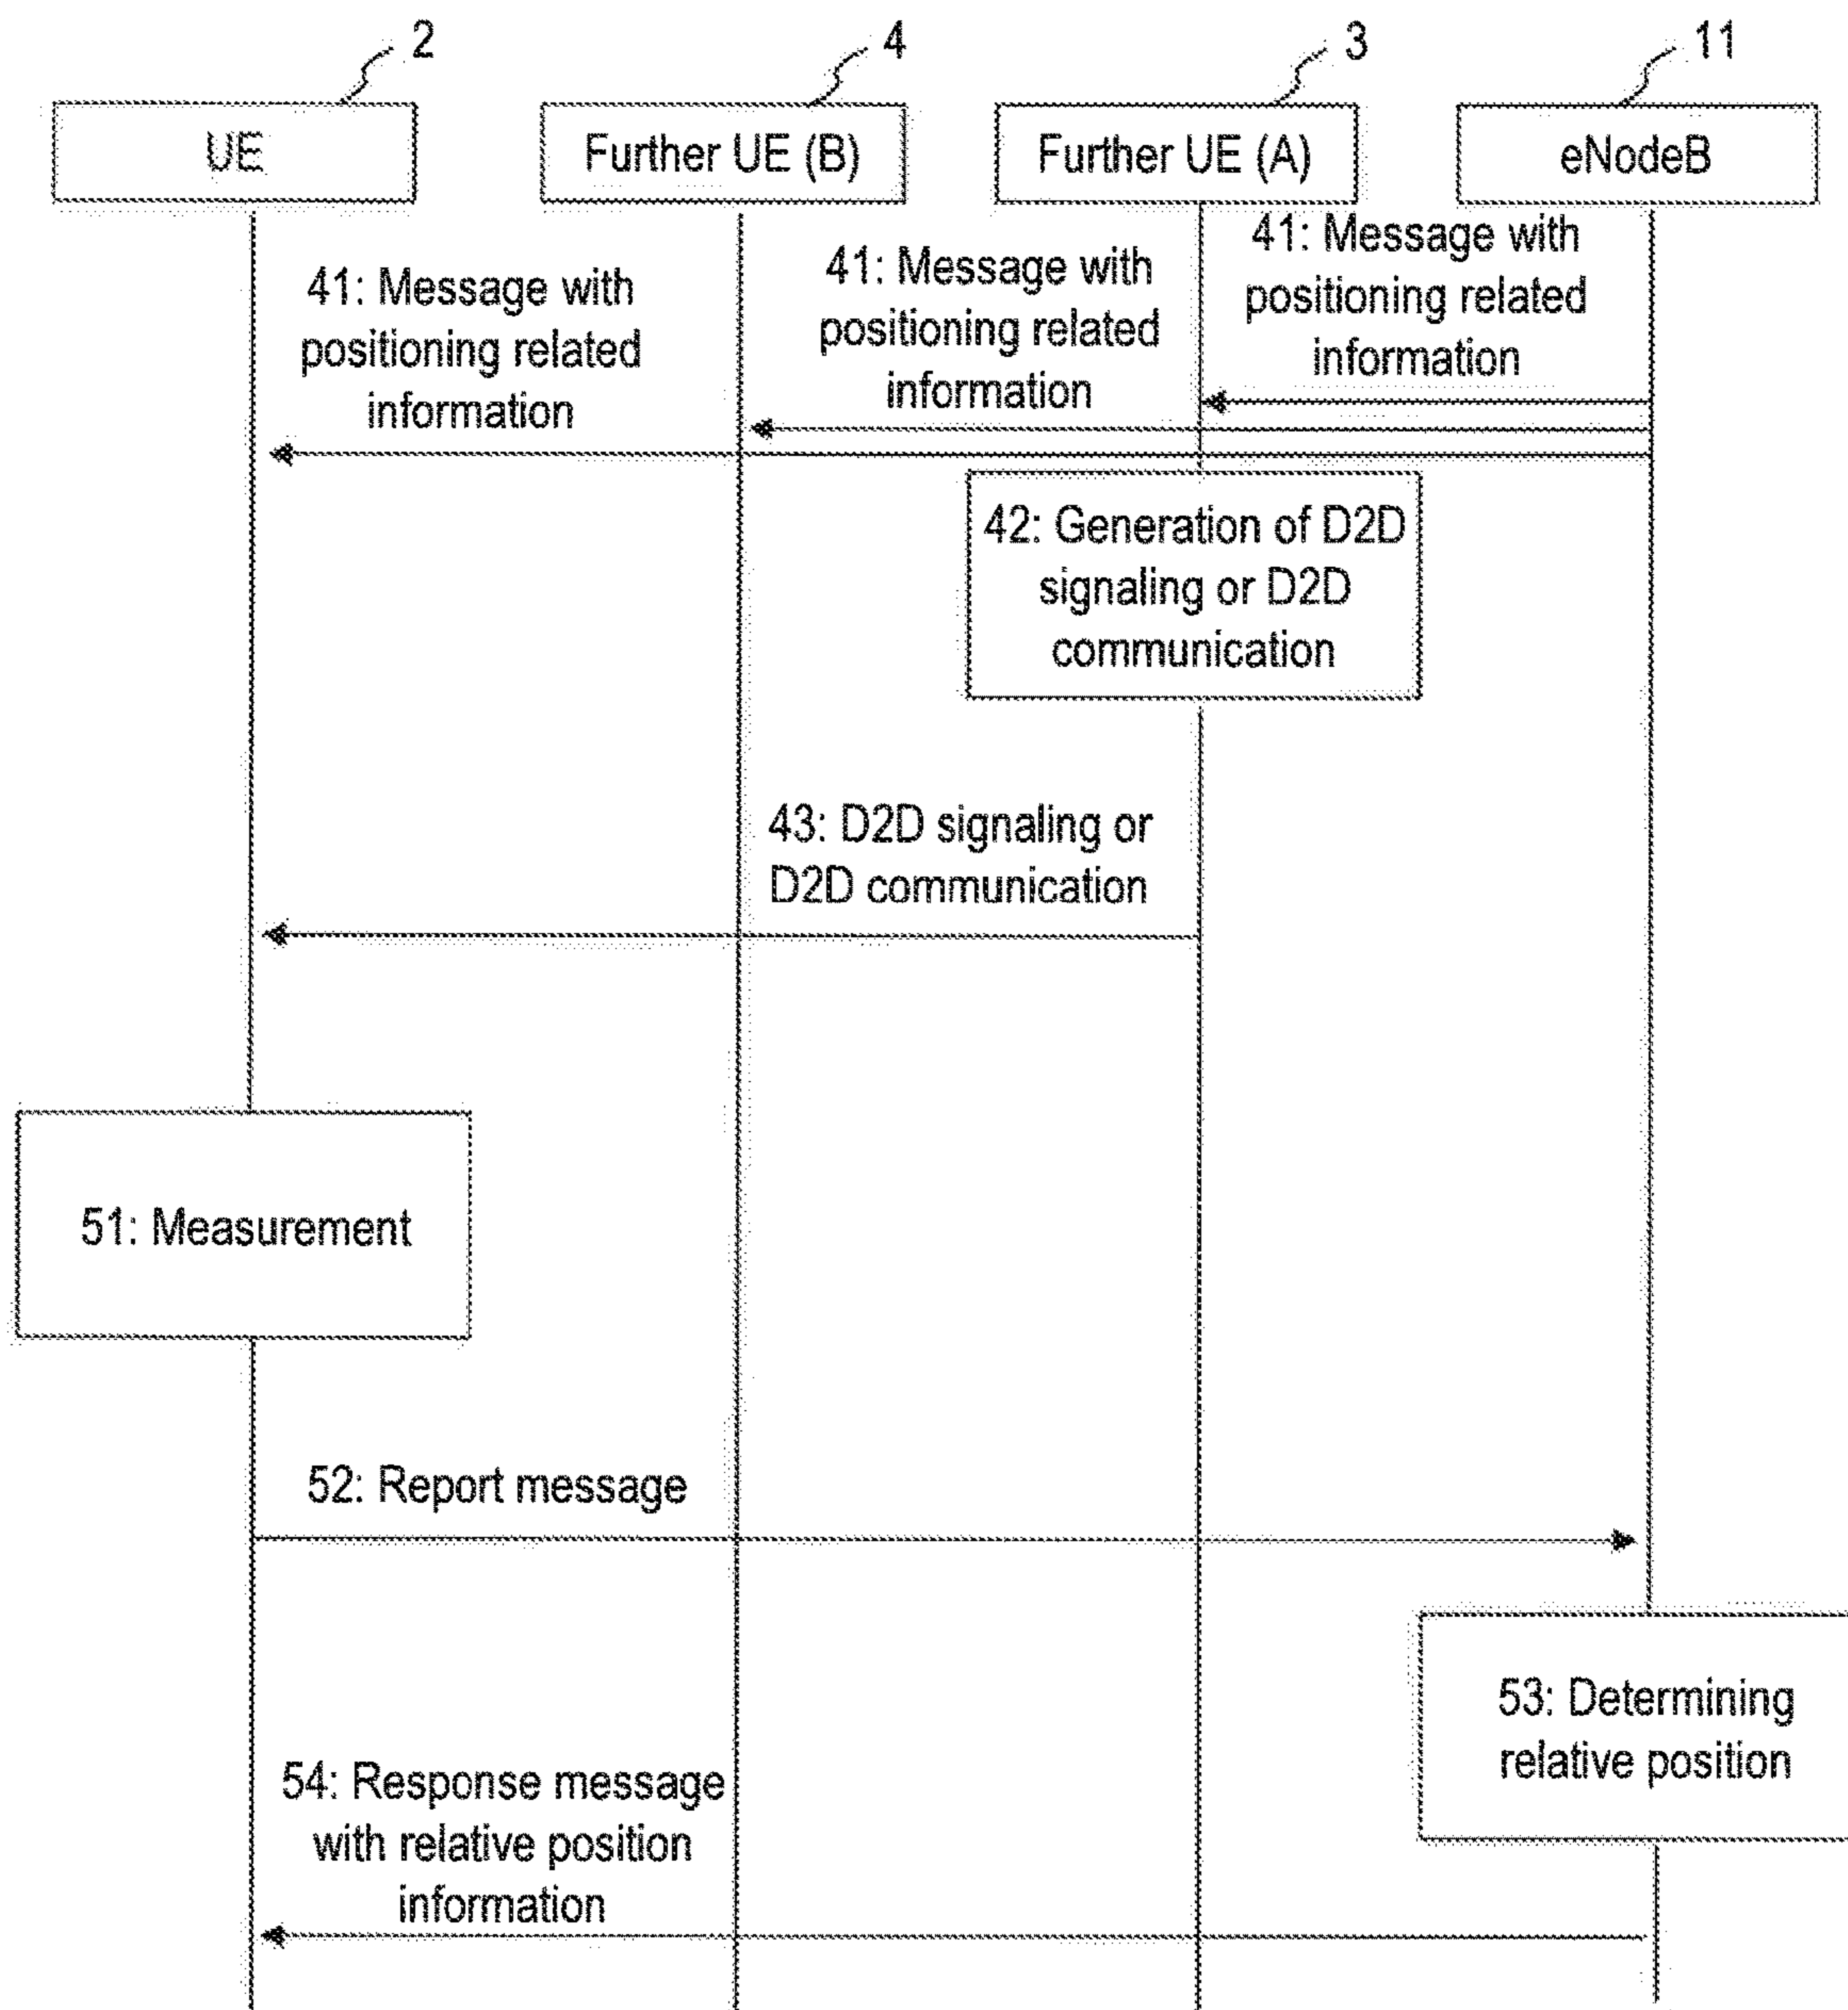 2
4
3
11
UE
Further UE (B)
Further UE (A)
eNodeB
41: Message with
positioning related
information
41: Message with
positioning related
information
41: Message with
positioning related
information
42: Generation of D2D
signaling or D2D
communication
43: D2D signaling or
D2D communication
51: Measurement
52: Report message
53: Determining
relative position
54: Response message
with relative position
information